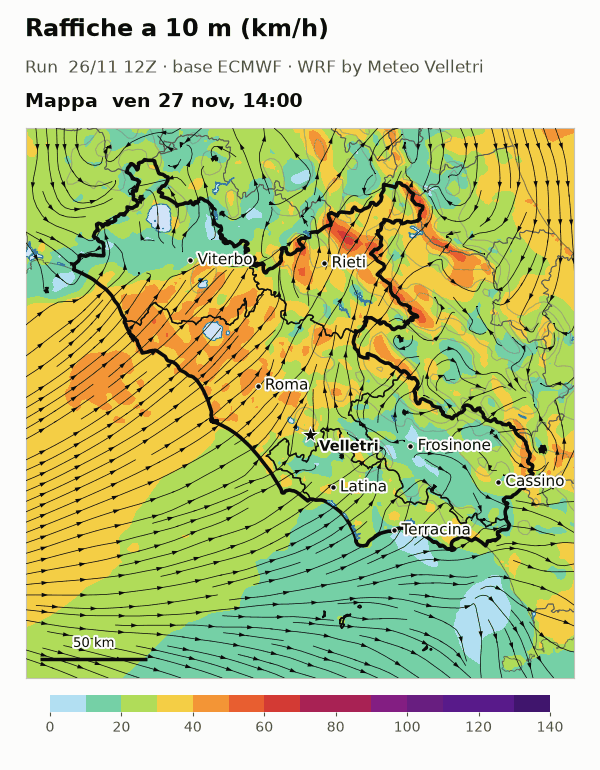 Raffiche a 10 m (km/h)
Run  26/11 12Z · base ECMWF · WRF by Meteo Velletri
Mappa  ven 27 nov, 14:00
Viterbo
Rieti
Roma
Velletri
Frosinone
Cassino
Latina
Terracina
50 km
0 20 40 60 80 100 120 140